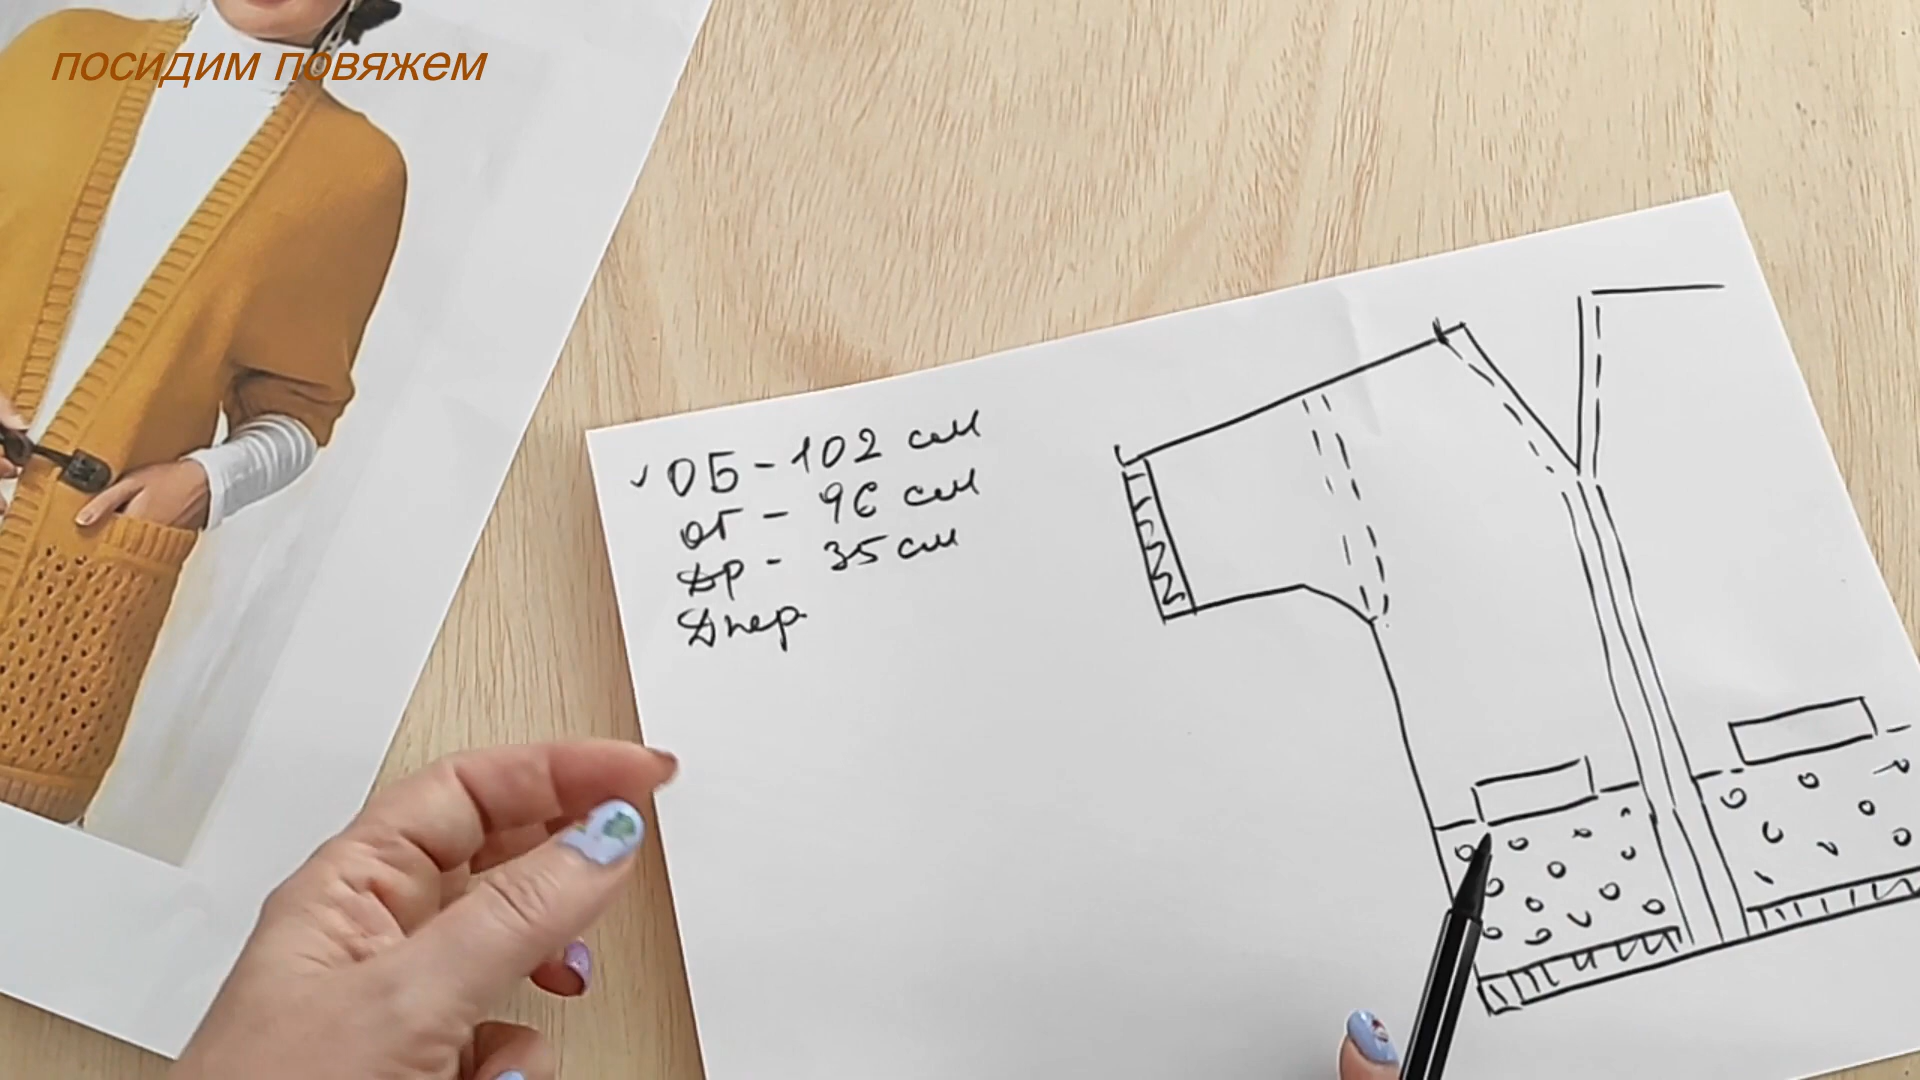 посидим повяжем
ОБ - 102 см
ОГ - 96 см
Др - 35 см
Дпер